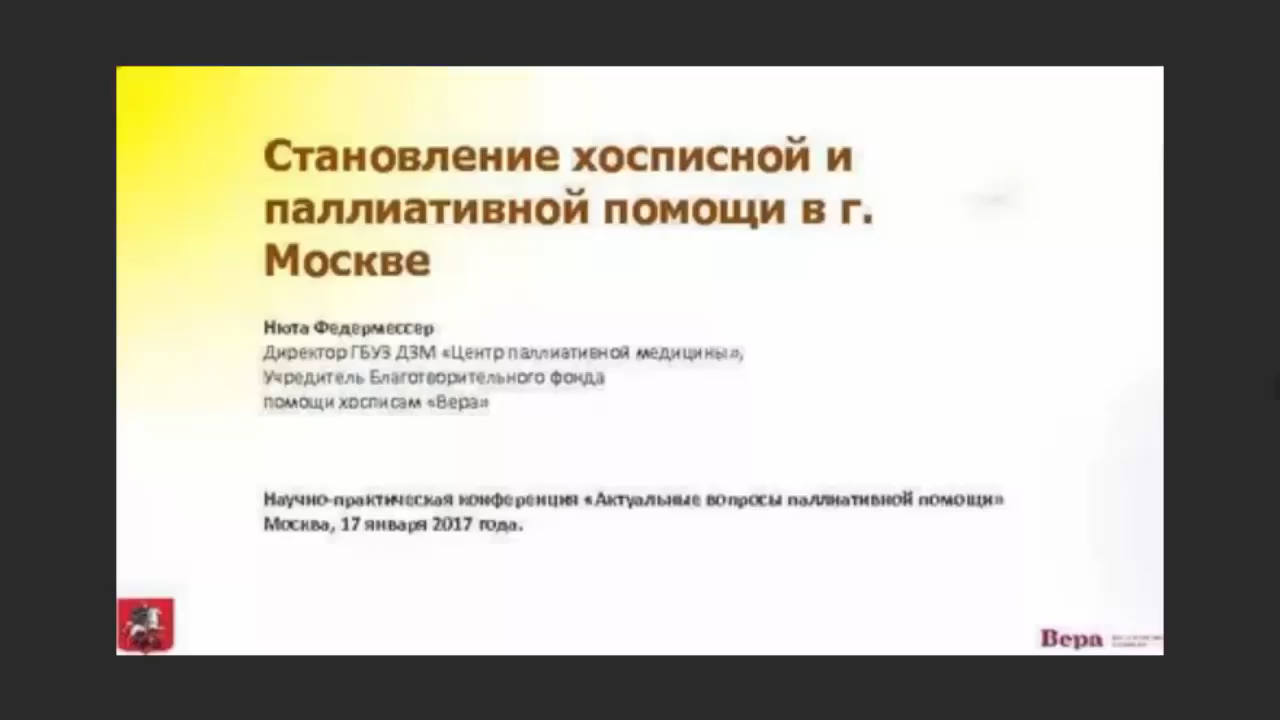 Становление хосписной и
паллиативной помощи в г.
Москве
Нюта Федермессер
Директор ГБУЗ ДЗМ «Центр паллиативной медицины»,
Учредитель Благотворительного фонда
помощи хосписам «Вера»
Научно-практическая конференция «Актуальные вопросы паллиативной помощи»
Москва, 17 января 2017 года.
Вера